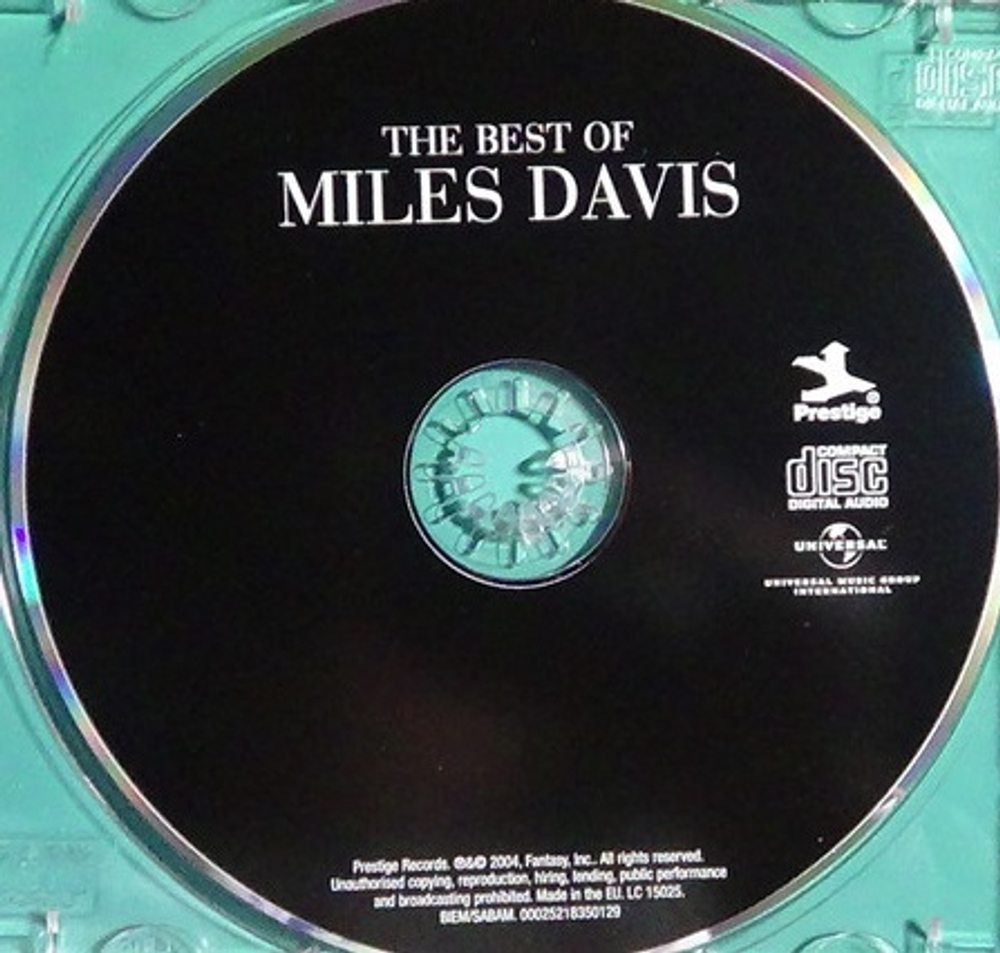 THE BEST OF
MILES DAVIS
Prestige®
COMPACT
disc
DIGITAL AUDIO
UNIVERSAL
UNIVERSAL MUSIC GROUP
INTERNATIONAL
disc
DIGITAL
Prestige Records. ℗&© 2004, Fantasy, Inc.. All rights reserved.
Unauthorised copying, reproduction, hiring, lending, public performance
and broadcasting prohibited. Made in the EU. LC 15025.
BIEM/SABAM. 00025218350129